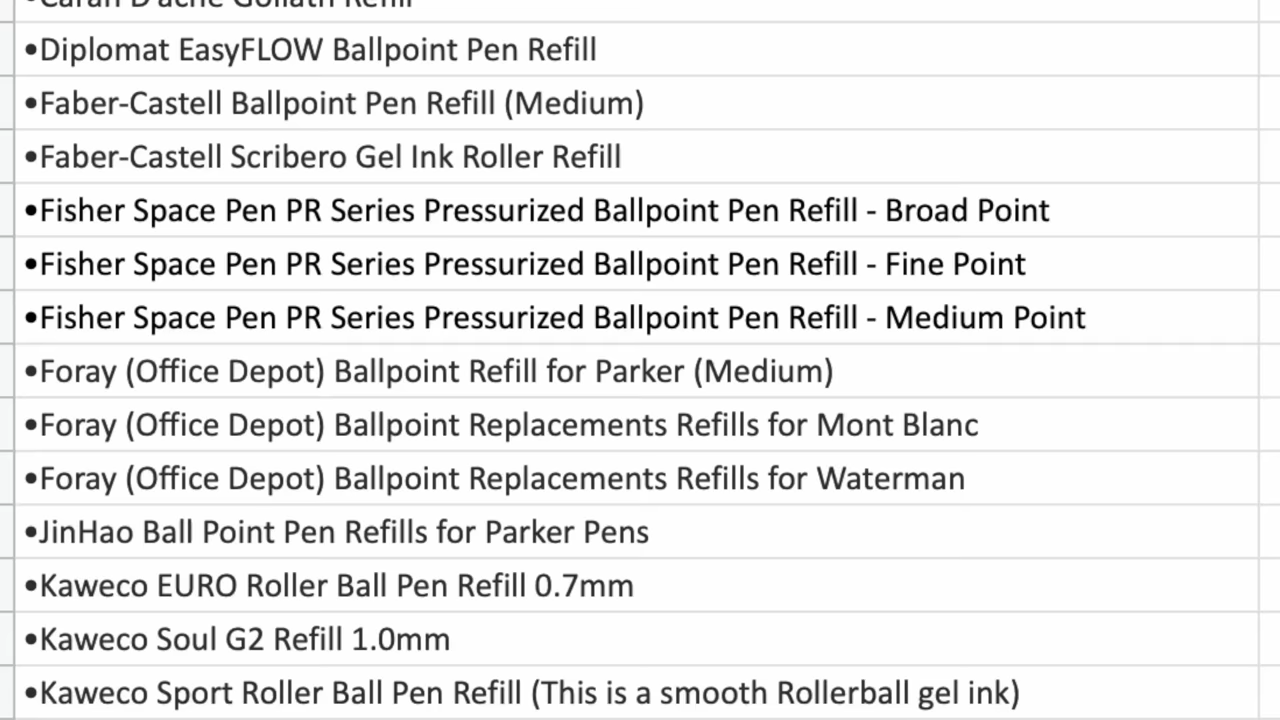 •Caran D'ache Goliath Refill
•Diplomat EasyFLOW Ballpoint Pen Refill
•Faber-Castell Ballpoint Pen Refill (Medium)
•Faber-Castell Scribero Gel Ink Roller Refill
•Fisher Space Pen PR Series Pressurized Ballpoint Pen Refill - Broad Point
•Fisher Space Pen PR Series Pressurized Ballpoint Pen Refill - Fine Point
•Fisher Space Pen PR Series Pressurized Ballpoint Pen Refill - Medium Point
•Foray (Office Depot) Ballpoint Refill for Parker (Medium)
•Foray (Office Depot) Ballpoint Replacements Refills for Mont Blanc
•Foray (Office Depot) Ballpoint Replacements Refills for Waterman
•JinHao Ball Point Pen Refills for Parker Pens
•Kaweco EURO Roller Ball Pen Refill 0.7mm
•Kaweco Soul G2 Refill 1.0mm
•Kaweco Sport Roller Ball Pen Refill (This is a smooth Rollerball gel ink)